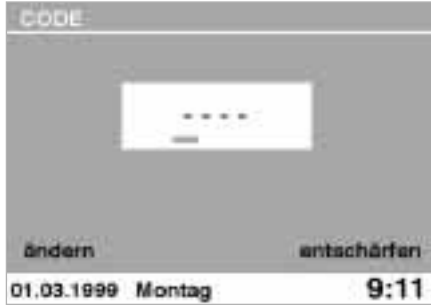 CODE
- - - -
ändern entschärfen
01.03.1999 Montag 9:11